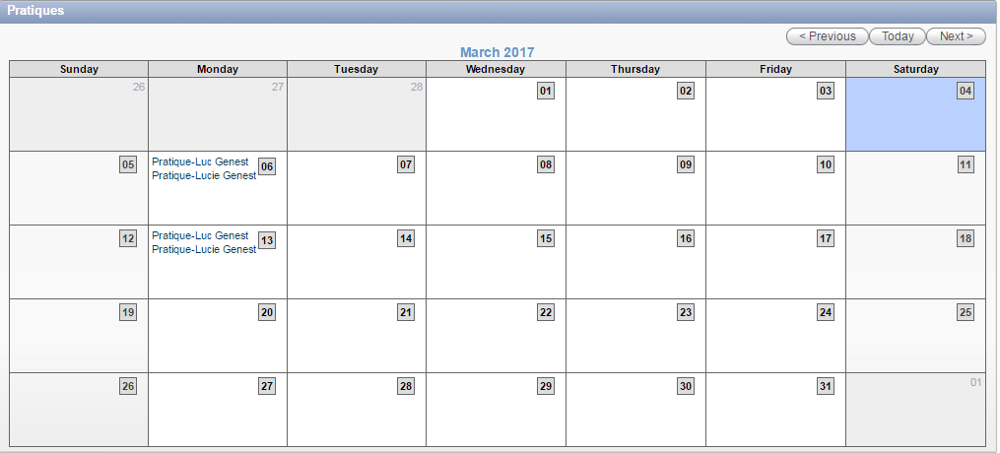 Pratiques
< Previous Today Next >
March 2017
Sunday Monday Tuesday Wednesday Thursday Friday Saturday
26 27 28 01 02 03 04
05 Pratique-Luc Genest 06 07 08 09 10 11
Pratique-Lucie Genest
12 Pratique-Luc Genest 13 14 15 16 17 18
Pratique-Lucie Genest
19 20 21 22 23 24 25
26 27 28 29 30 31 01